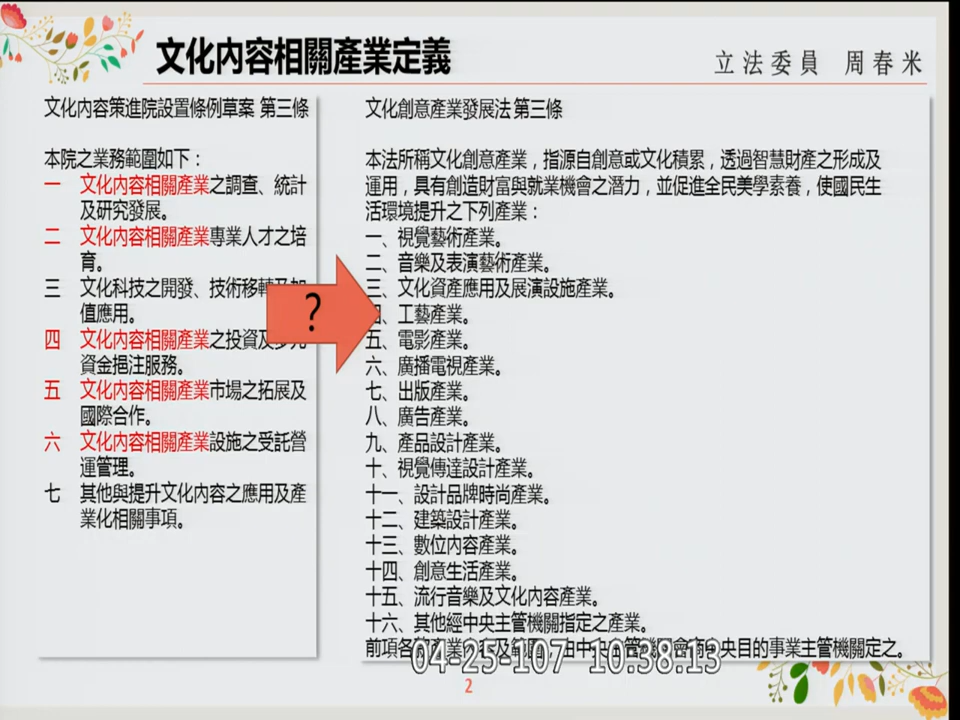 文化內容相關產業定義
立法委員 周春米
文化內容策進院設置條例草案 第三條
本院之業務範圍如下：
一 文化內容相關產業之調查、統計
及研究發展。
二 文化內容相關產業專業人才之培
育。
三 文化科技之開發、技術移轉及加
值應用。
四 文化內容相關產業之投資及多元
資金挹注服務。
五 文化內容相關產業市場之拓展及
國際合作。
六 文化內容相關產業設施之受託營
運管理。
七 其他與提升文化內容之應用及產
業化相關事項。
?
文化創意產業發展法 第三條
本法所稱文化創意產業，指源自創意或文化積累，透過智慧財產之形成及
運用，具有創造財富與就業機會之潛力，並促進全民美學素養，使國民生
活環境提升之下列產業：
一、視覺藝術產業。
二、音樂及表演藝術產業。
三、文化資產應用及展演設施產業。
四、工藝產業。
五、電影產業。
六、廣播電視產業。
七、出版產業。
八、廣告產業。
九、產品設計產業。
十、視覺傳達設計產業。
十一、設計品牌時尚產業。
十二、建築設計產業。
十三、數位內容產業。
十四、創意生活產業。
十五、流行音樂及文化內容產業。
十六、其他經中央主管機關指定之產業。
前項各款產業內容及範圍，由中央主管機關會商中央目的事業主管機關定之。
04-25-107 10:38:13
2